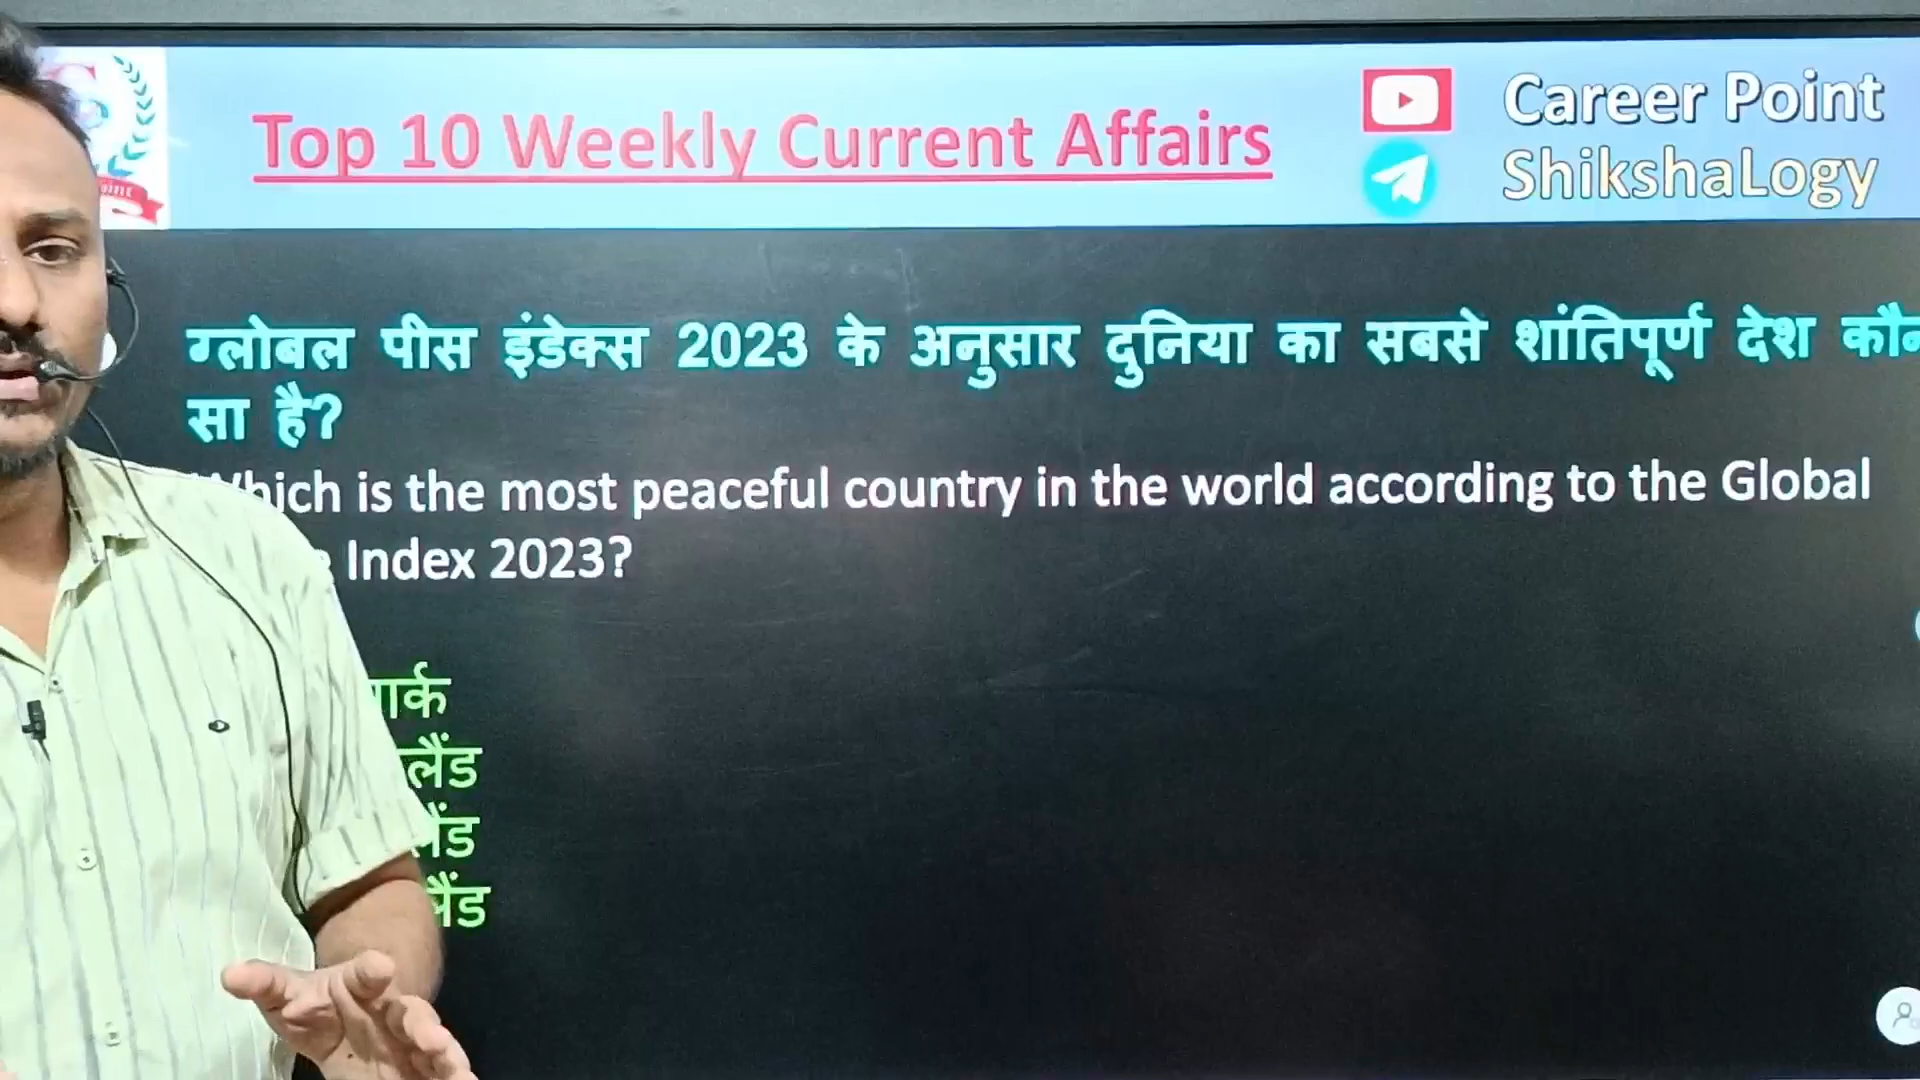 Top 10 Weekly Current Affairs
Career Point
ShikshaLogy
ग्लोबल पीस इंडेक्स 2023 के अनुसार दुनिया का सबसे शांतिपूर्ण देश कौन
सा है?
Which is the most peaceful country in the world according to the Global
Index 2023?